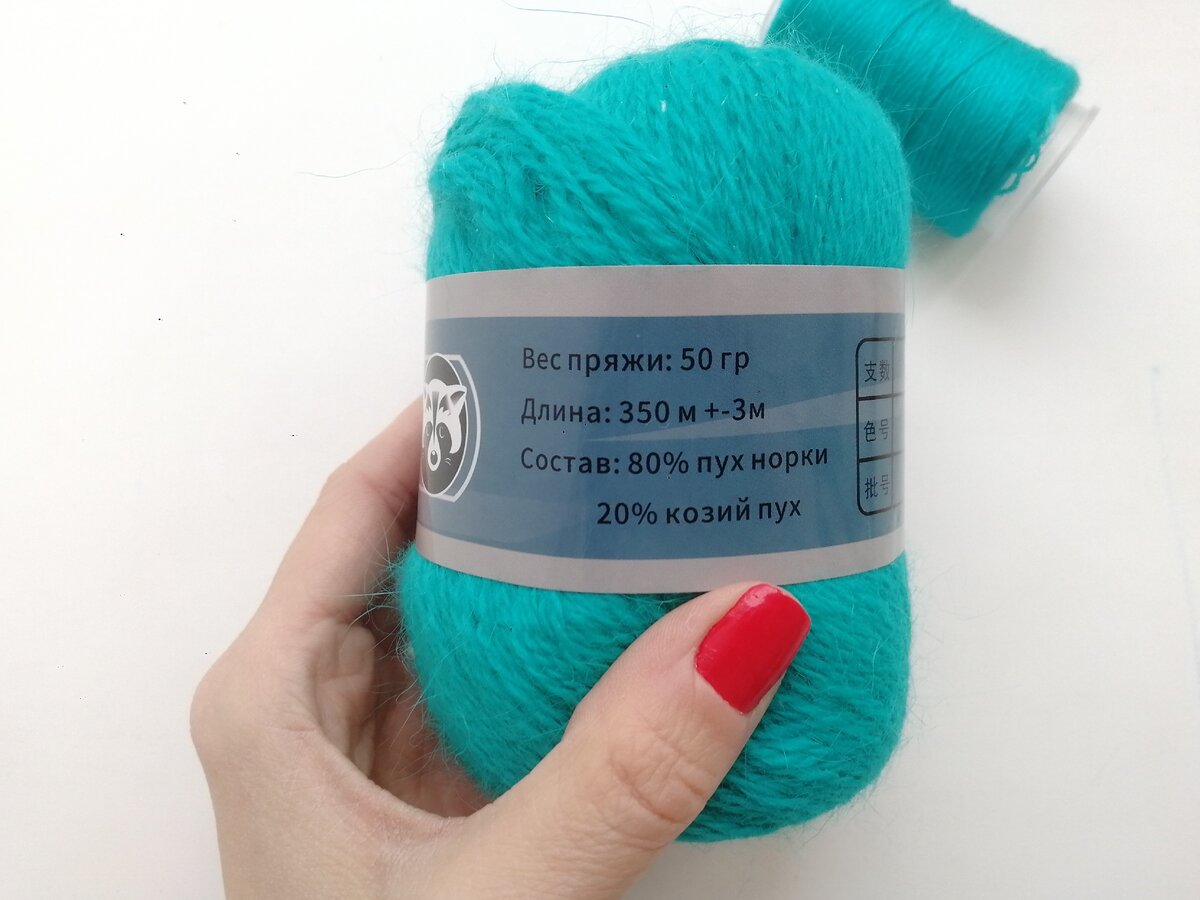 Вес пряжи: 50 гр
Длина: 350 м +-3м
Состав: 80% пух норки
20% козий пух
支数
色号
批号